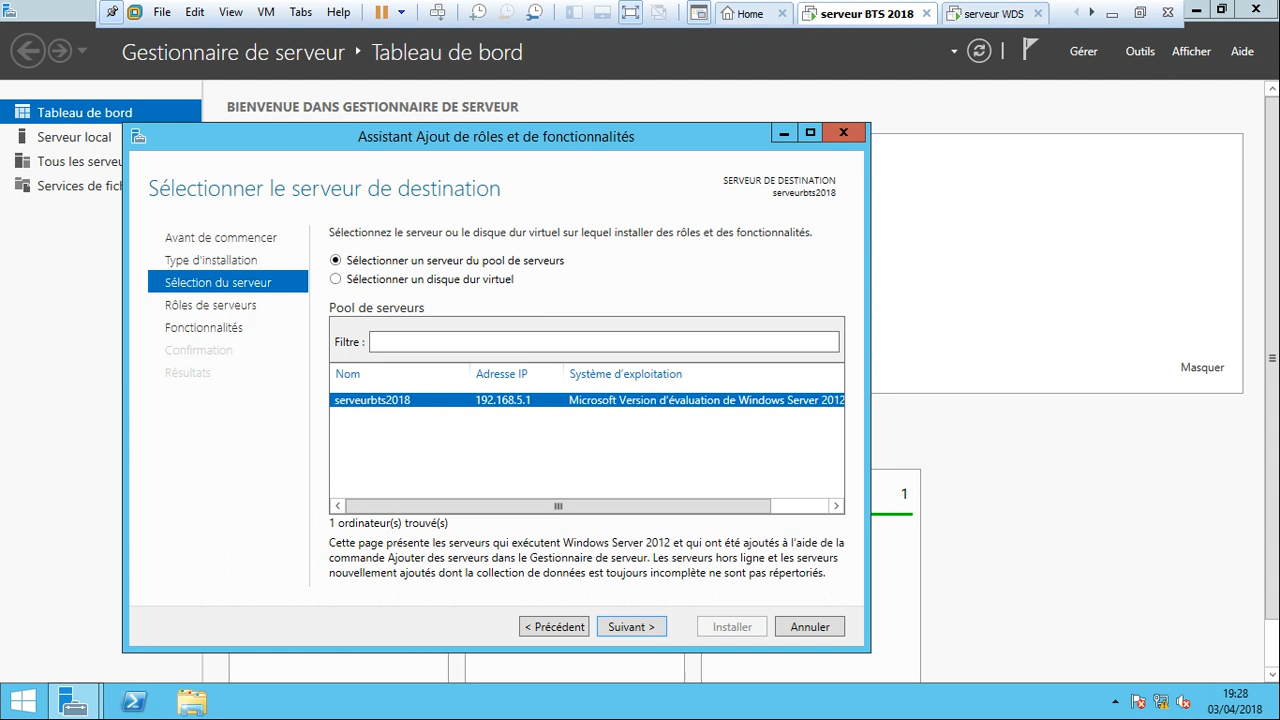 File Edit View VM Tabs Help
Home
serveur BTS 2018
serveur WDS
Gestionnaire de serveur ‣ Tableau de bord
Gérer Outils Afficher Aide
Tableau de bord
Serveur local
Tous les serveu
Services de fich
BIENVENUE DANS GESTIONNAIRE DE SERVEUR
Masquer
1
Assistant Ajout de rôles et de fonctionnalités
Sélectionner le serveur de destination
SERVEUR DE DESTINATION
serveurbts2018
Avant de commencer
Type d'installation
Sélection du serveur
Rôles de serveurs
Fonctionnalités
Confirmation
Résultats
Sélectionnez le serveur ou le disque dur virtuel sur lequel installer des rôles et des fonctionnalités.
Sélectionner un serveur du pool de serveurs
Sélectionner un disque dur virtuel
Pool de serveurs
Filtre :
Nom Adresse IP Système d'exploitation
serveurbts2018 192.168.5.1 Microsoft Version d'évaluation de Windows Server 2012
1 ordinateur(s) trouvé(s)
Cette page présente les serveurs qui exécutent Windows Server 2012 et qui ont été ajoutés à l'aide de la
commande Ajouter des serveurs dans le Gestionnaire de serveur. Les serveurs hors ligne et les serveurs
nouvellement ajoutés dont la collection de données est toujours incomplète ne sont pas répertoriés.
< Précédent Suivant > Installer Annuler
19:28
03/04/2018